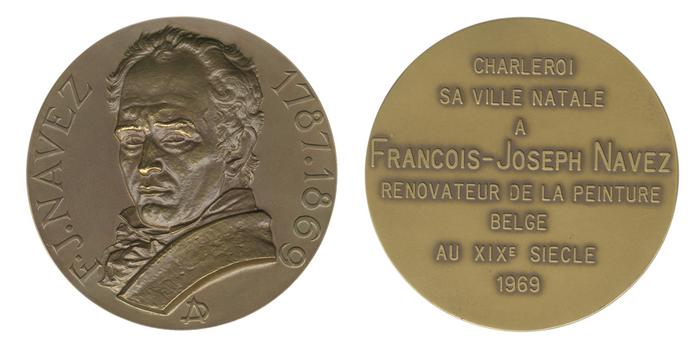 F.J. NAVEZ
1787.1869
CHARLEROI
SA VILLE NATALE
A
FRANCOIS-JOSEPH NAVEZ
RENOVATEUR DE LA PEINTURE
BELGE
AU XIXE SIECLE
1969